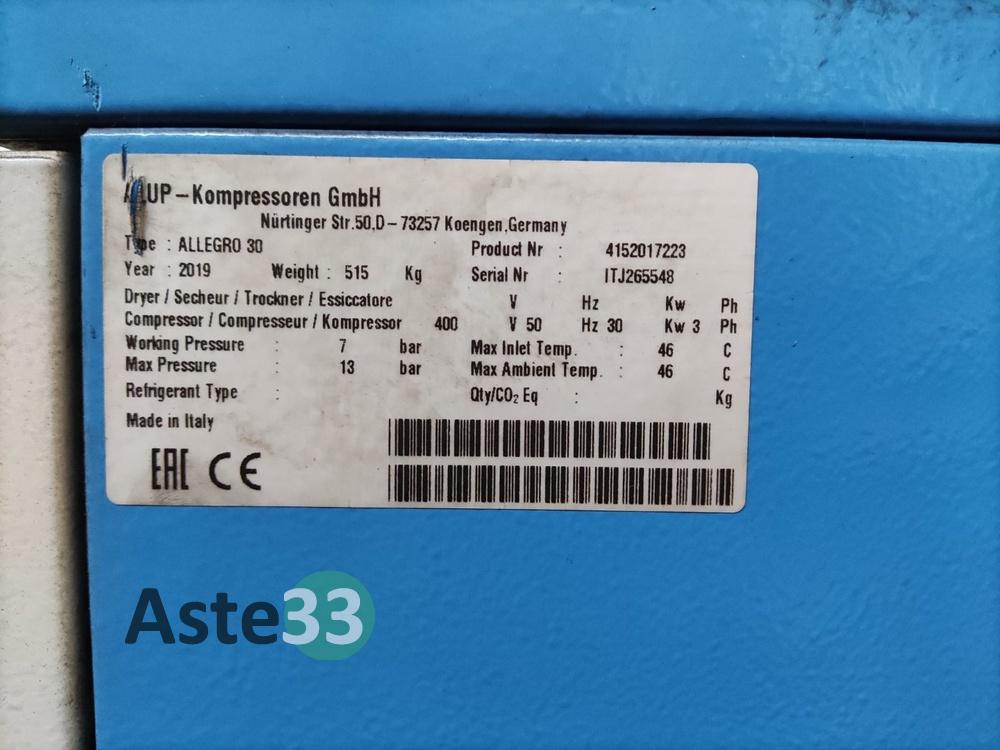 ALUP-Kompressoren GmbH
Nürtinger Str.50,D-73257 Koengen,Germany
Type : ALLEGRO 30 Product Nr : 4152017223
Year : 2019 Weight : 515 Kg Serial Nr : ITJ265548
Dryer / Secheur / Trockner / Essiccatore V Hz Kw Ph
Compressor / Compresseur / Kompressor 400 V 50 Hz 30 Kw 3 Ph
Working Pressure : 7 bar Max Inlet Temp. : 46 C
Max Pressure : 13 bar Max Ambient Temp. : 46 C
Refrigerant Type : Qty/CO₂ Eq : Kg
Made in Italy
EAC CE
Aste33